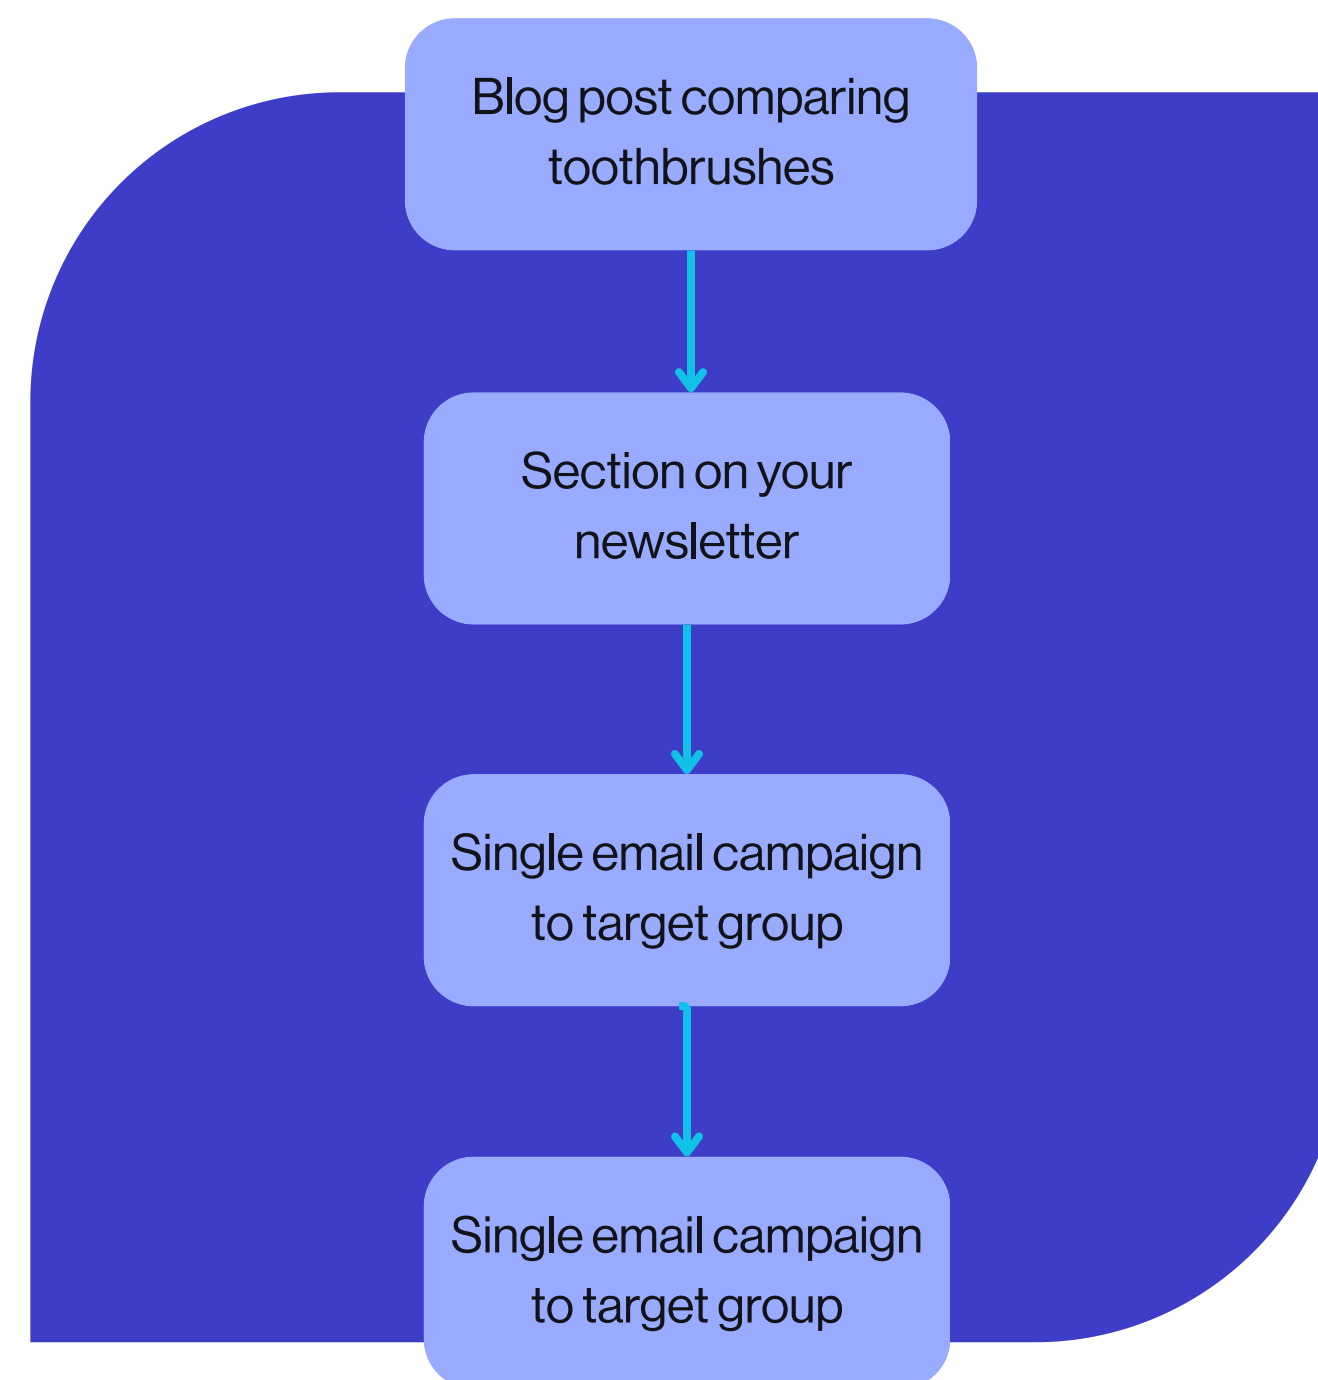 Blog post comparing
toothbrushes
Section on your
newsletter
Single email campaign
to target group
Single email campaign
to target group